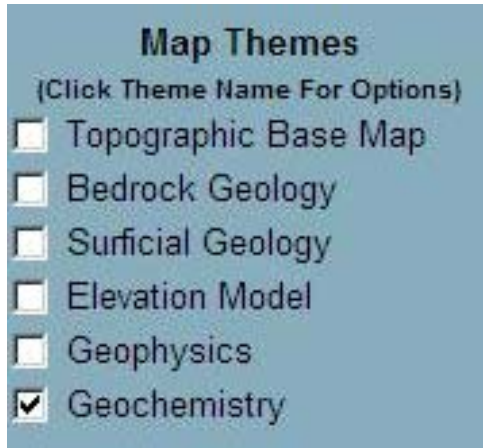 Map Themes
(Click Theme Name For Options)
Topographic Base Map
Bedrock Geology
Surficial Geology
Elevation Model
Geophysics
Geochemistry